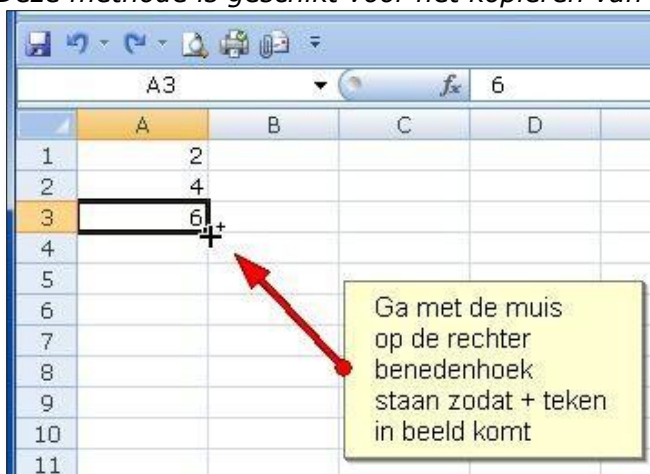 Deze methode is geschikt voor het kopiëren van
A3 fx 6
A B C D
1 2
2 4
3 6
4
5
6
7
8
9
10
11
Ga met de muis
op de rechter
benedenhoek
staan zodat + teken
in beeld komt